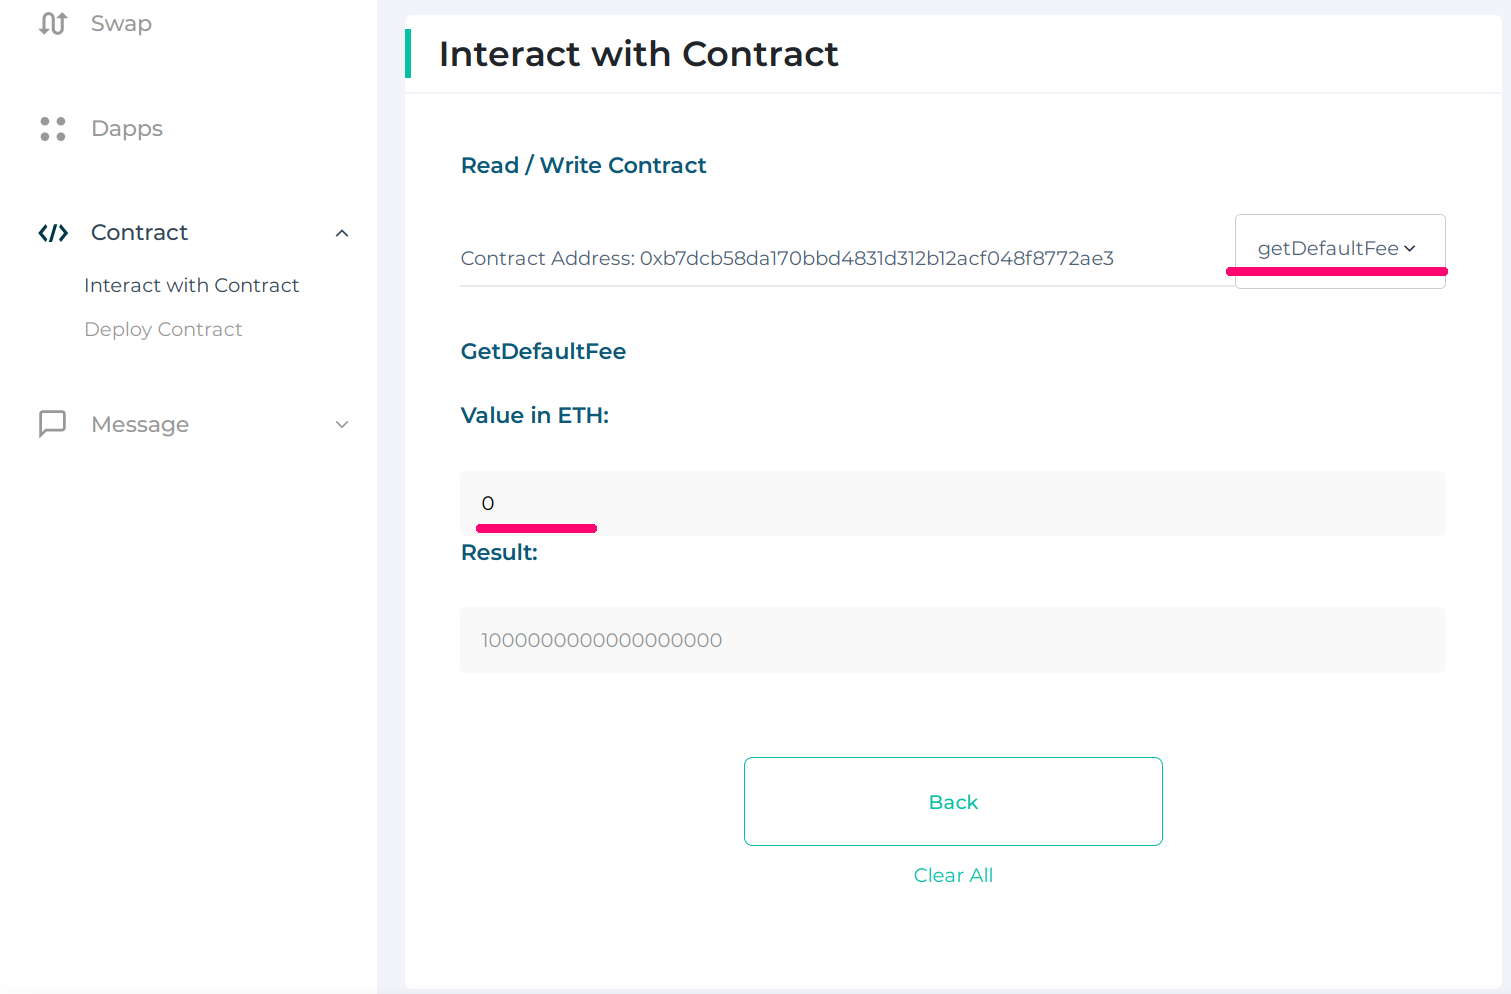 Swap
Dapps
Contract
Interact with Contract
Deploy Contract
Message
Interact with Contract
Read / Write Contract
Contract Address: 0xb7dcb58da170bbd4831d312b12acf048f8772ae3
getDefaultFee
GetDefaultFee
Value in ETH:
0
Result:
1000000000000000000
Back
Clear All